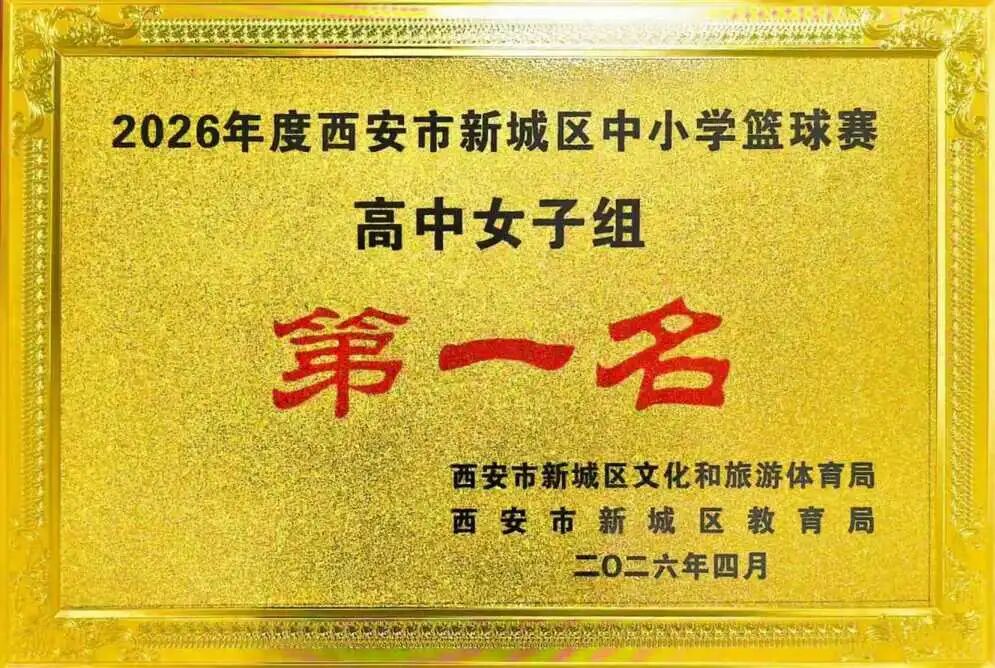 2026年度西安市新城区中小学篮球赛
高中女子组
第一名
西安市新城区文化和旅游体育局
西安市新城区教育局
二〇二六年四月